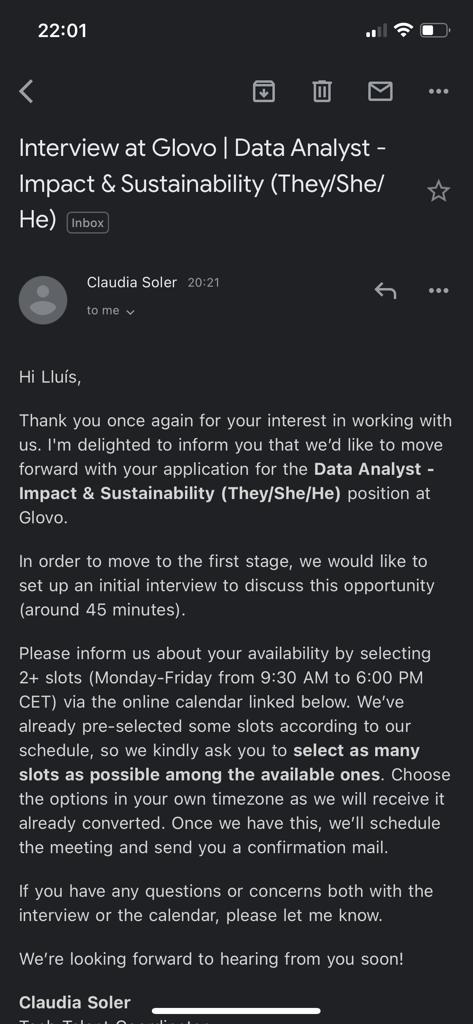 22:01
Interview at Glovo | Data Analyst -
Impact & Sustainability (They/She/
He) Inbox
Claudia Soler 20:21
to me
Hi Lluís,
Thank you once again for your interest in working with
us. I'm delighted to inform you that we’d like to move
forward with your application for the Data Analyst -
Impact & Sustainability (They/She/He) position at
Glovo.
In order to move to the first stage, we would like to
set up an initial interview to discuss this opportunity
(around 45 minutes).
Please inform us about your availability by selecting
2+ slots (Monday-Friday from 9:30 AM to 6:00 PM
CET) via the online calendar linked below. We’ve
already pre-selected some slots according to our
schedule, so we kindly ask you to select as many
slots as possible among the available ones. Choose
the options in your own timezone as we will receive it
already converted. Once we have this, we’ll schedule
the meeting and send you a confirmation mail.
If you have any questions or concerns both with the
interview or the calendar, please let me know.
We’re looking forward to hearing from you soon!
Claudia Soler